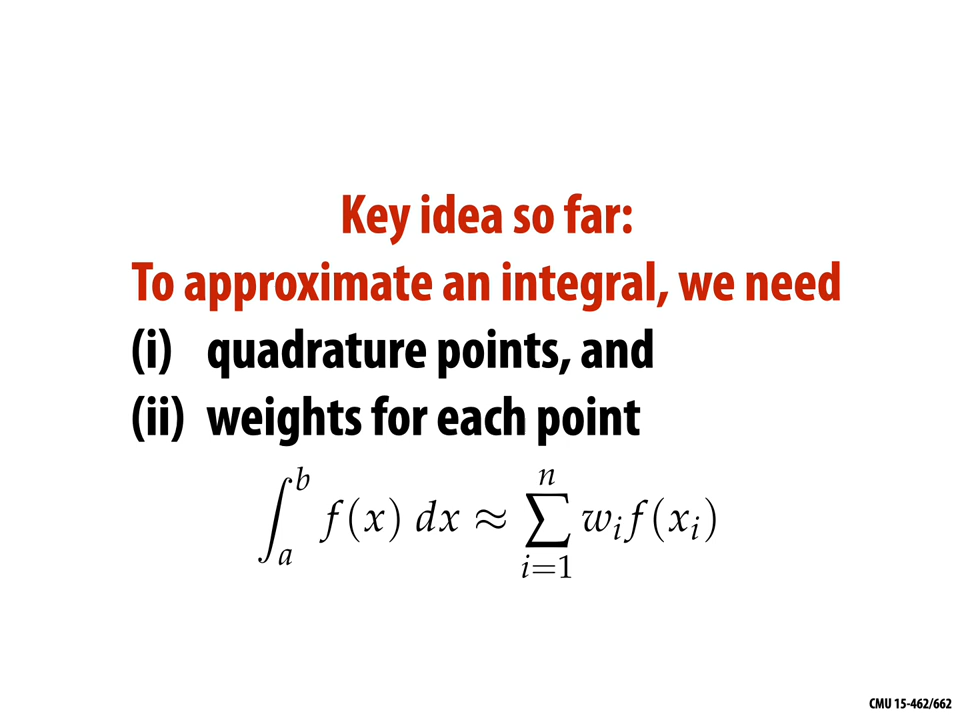 Key idea so far:
To approximate an integral, we need
(i) quadrature points, and
(ii) weights for each point
∫_a^b f(x) dx ≈ ∑_{i=1}^n w_i f(x_i)
CMU 15-462/662